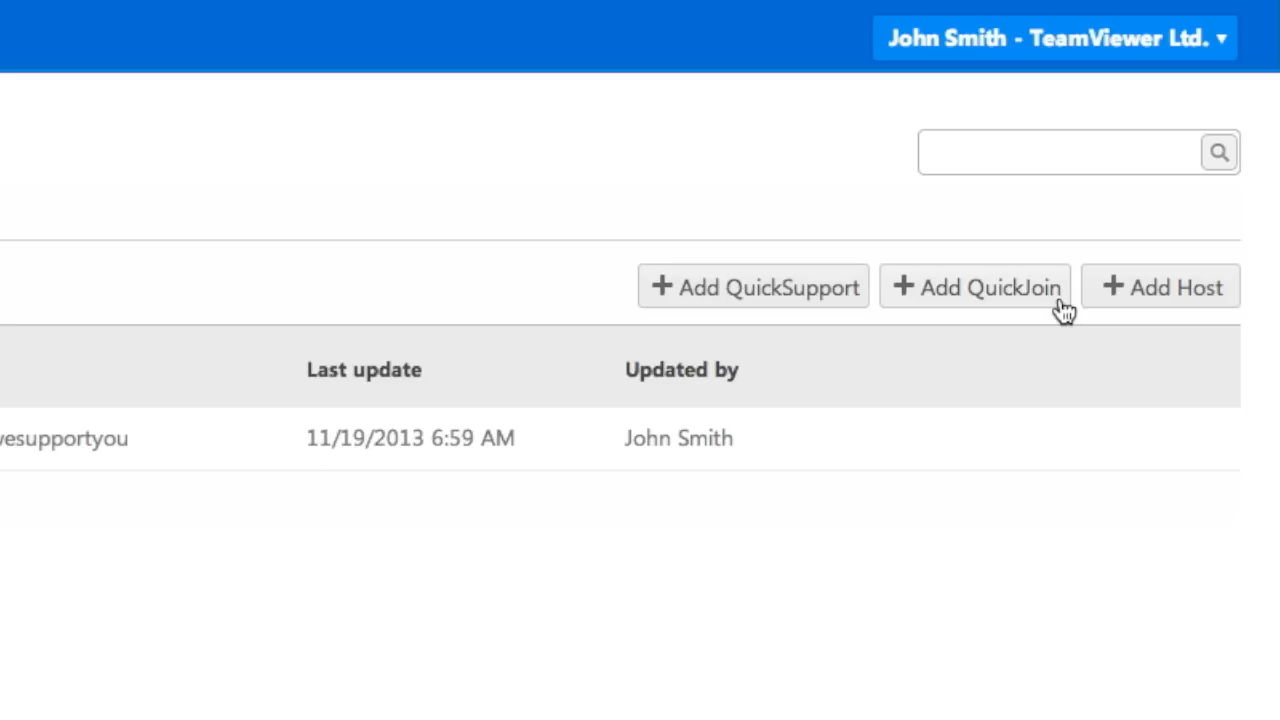 John Smith - TeamViewer Ltd.
Add QuickSupport Add QuickJoin Add Host
Last update Updated by
vesupportyou 11/19/2013 6:59 AM John Smith